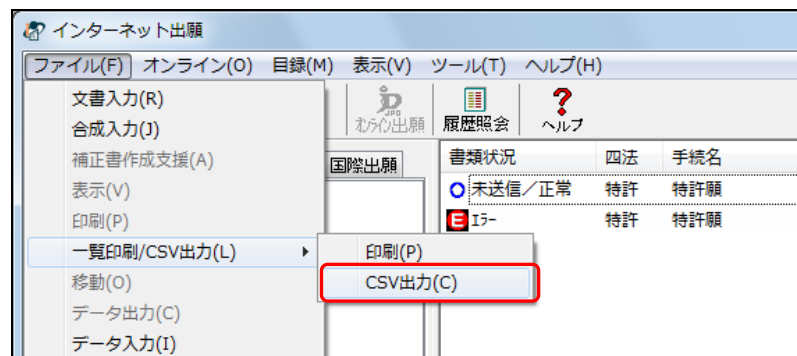 インターネット出願
ファイル(F) オンライン(O) 目録(M) 表示(V) ツール(T) ヘルプ(H)
文書入力(R)
合成入力(J)
補正書作成支援(A)
表示(V)
印刷(P)
一覧印刷/CSV出力(L)
移動(O)
データ出力(C)
データ入力(I)
印刷(P)
CSV出力(C)
JPO
ｵﾝﾗｲﾝ出願 履歴照会 ヘルプ
国際出願
書類状況 四法 手続名
未送信／正常 特許 特許願
E ｴﾗｰ 特許 特許願